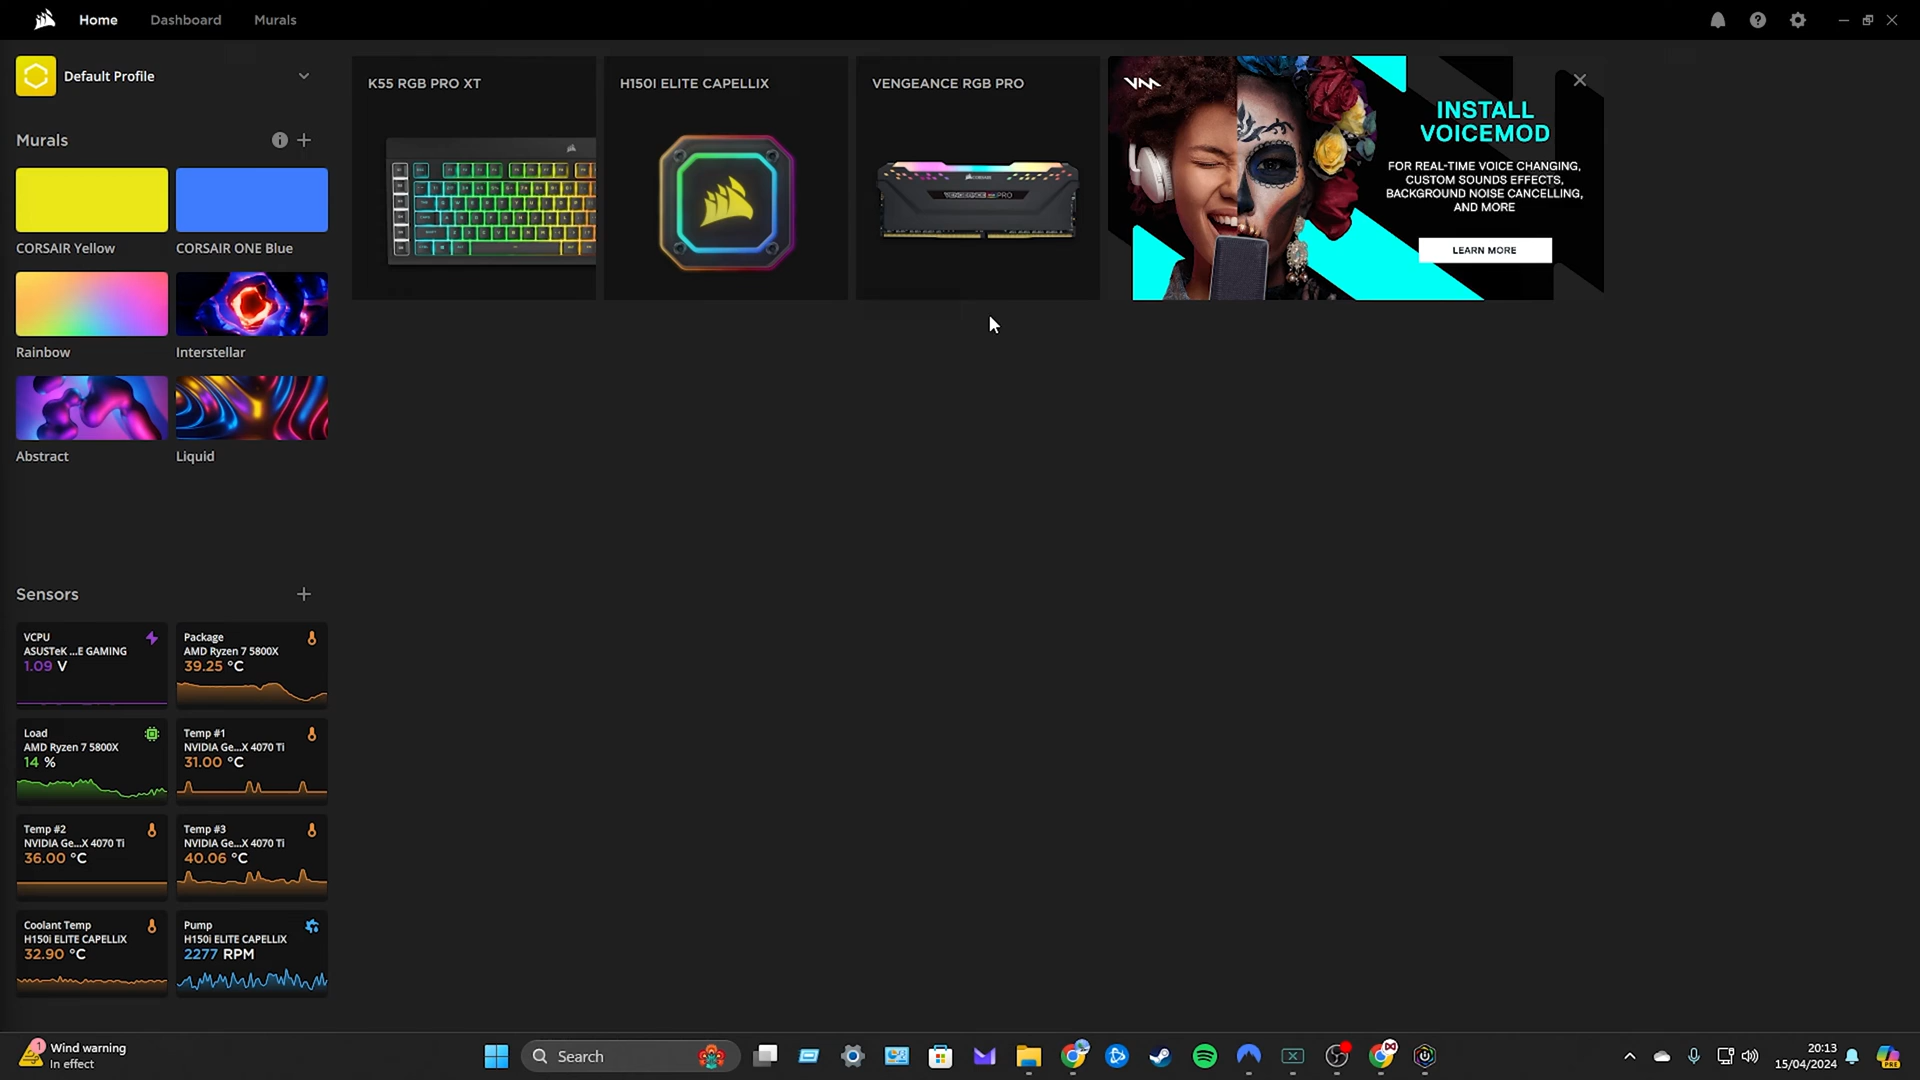 Home
Dashboard
Murals
Default Profile
Murals
CORSAIR Yellow
CORSAIR ONE Blue
Rainbow
Interstellar
Abstract
Liquid
Sensors
VCPU
ASUSTeK ...E GAMING
1.09 V
Package
AMD Ryzen 7 5800X
39.25 °C
Load
AMD Ryzen 7 5800X
14 %
Temp #1
NVIDIA Ge...X 4070 Ti
31.00 °C
Temp #2
NVIDIA Ge...X 4070 Ti
36.00 °C
Temp #3
NVIDIA Ge...X 4070 Ti
40.06 °C
Coolant Temp
H150i ELITE CAPELLIX
32.90 °C
Pump
H150i ELITE CAPELLIX
2277 RPM
K55 RGB PRO XT
H150I ELITE CAPELLIX
VENGEANCE RGB PRO
INSTALL
VOICEMOD
FOR REAL-TIME VOICE CHANGING,
CUSTOM SOUNDS EFFECTS,
BACKGROUND NOISE CANCELLING,
AND MORE
LEARN MORE
1
Wind warning
In effect
Search
20:13
15/04/2024
PRE